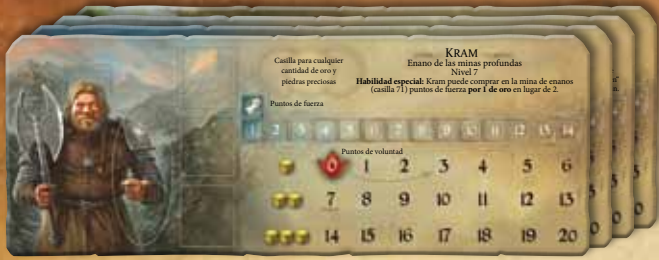 KRAM
Enano de las minas profundas
Nivel 7
Habilidad especial: Kram puede comprar en la mina de enanos
(casilla 71) puntos de fuerza por 1 de oro en lugar de 2.
Casilla para cualquier
cantidad de oro y
piedras preciosas
Puntos de fuerza
1 2 3 4 5 6 7 8 9 10 11 12 13 14
Puntos de voluntad
0 1 2 3 4 5 6
7 8 9 10 11 12 13
14 15 16 17 18 19 20